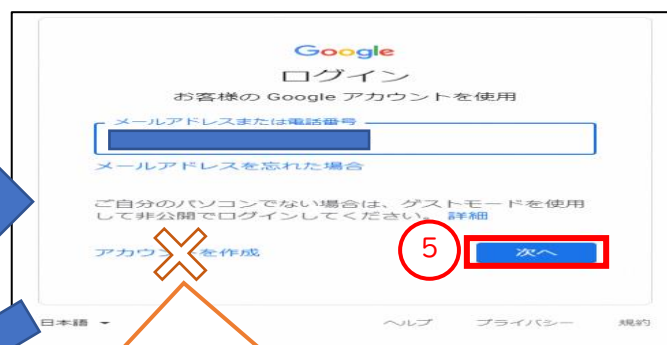 Google
ログイン
お客様の Google アカウントを使用
メールアドレスまたは電話番号
メールアドレスを忘れた場合
ご自分のパソコンでない場合は、ゲストモードを使用
して非公開でログインしてください。 詳細
アカウントを作成
5
次へ
日本語
ヘルプ プライバシー 規約